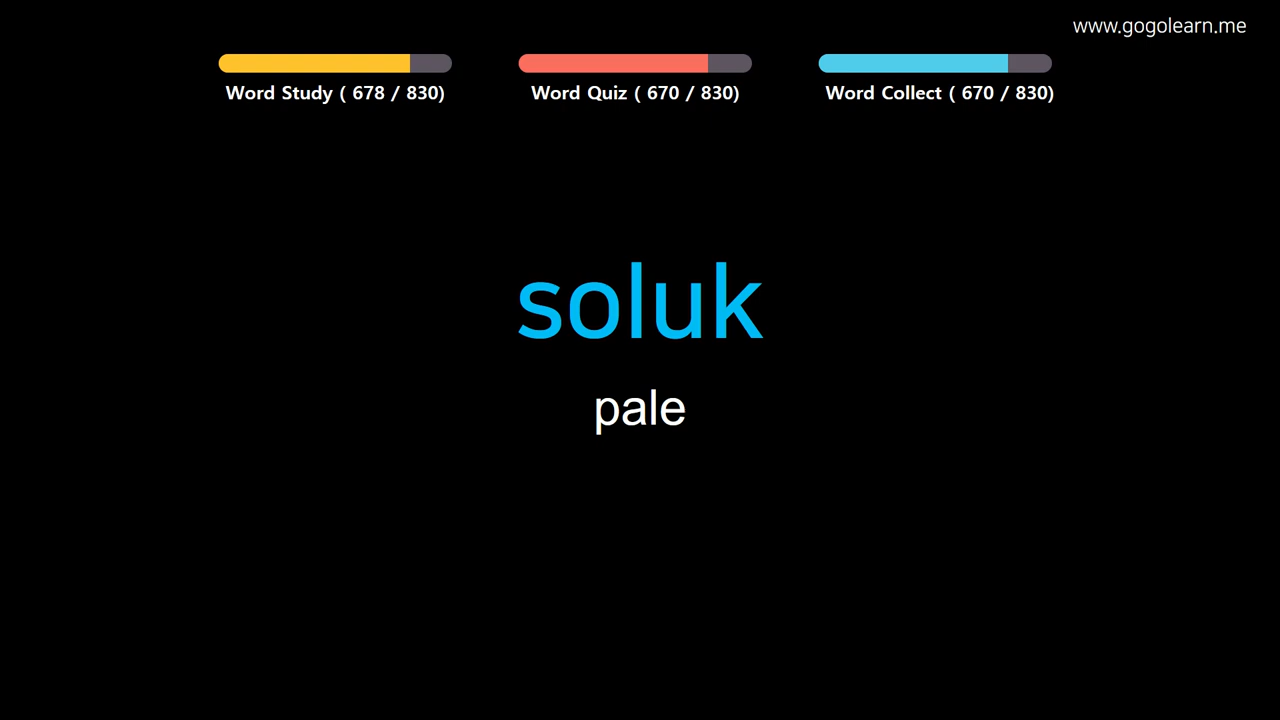 www.gogolearn.me
Word Study ( 678 / 830)
Word Quiz ( 670 / 830)
Word Collect ( 670 / 830)
soluk
pale